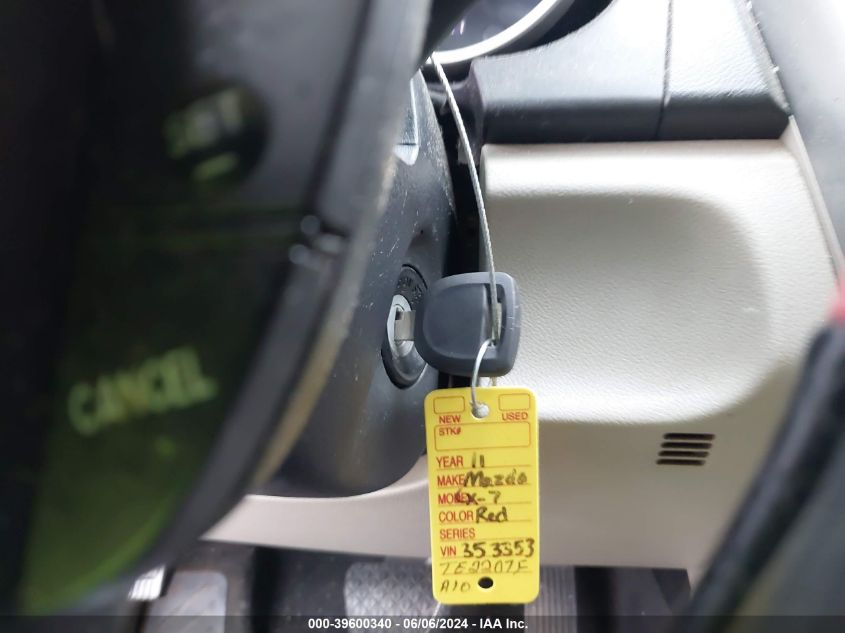 SET
CANCEL
NEW USED
STK#
YEAR 11
MAKE Mazda
MODEL CX-7
COLOR Red
SERIES
VIN 353353
TE2207E
A10
000-39600340 - 06/06/2024 - IAA Inc.